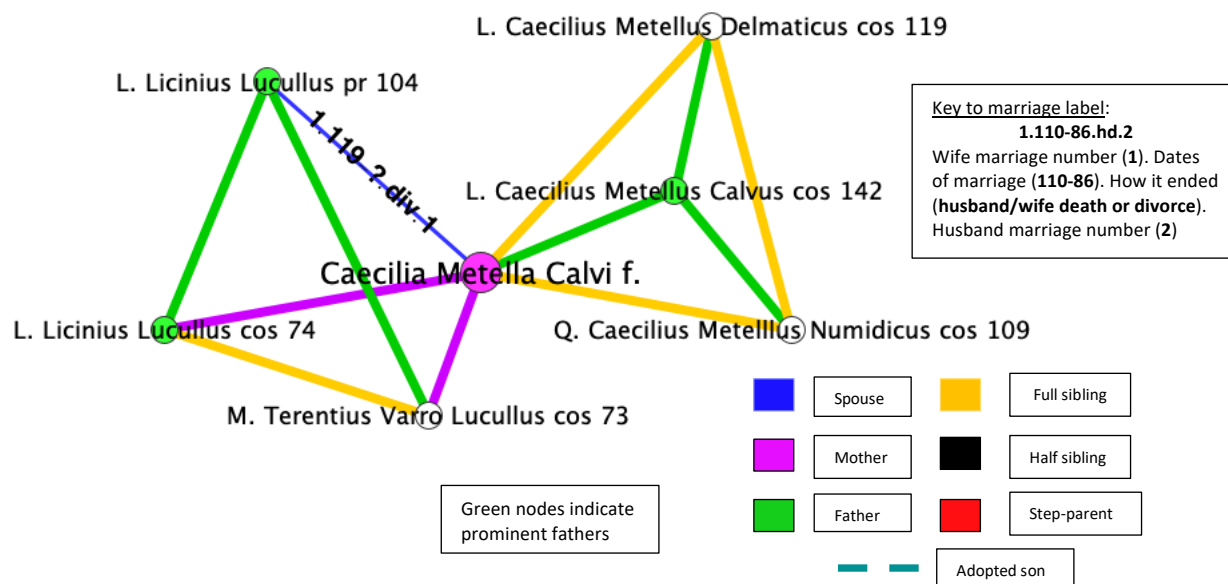 L. Caecilius Metellus Delmaticus cos 119
L. Licinius Lucullus pr 104
1.119_?.div.1
L. Caecilius Metellus Calvus cos 142
Caecilia Metella Calvi f.
L. Licinius Lucullus cos 74
Q. Caecilius Metelllus Numidicus cos 109
M. Terentius Varro Lucullus cos 73
Key to marriage label:
1.110-86.hd.2
Wife marriage number (1). Dates
of marriage (110-86). How it ended
(husband/wife death or divorce).
Husband marriage number (2)
Green nodes indicate
prominent fathers
Spouse
Full sibling
Mother
Half sibling
Father
Step-parent
Adopted son